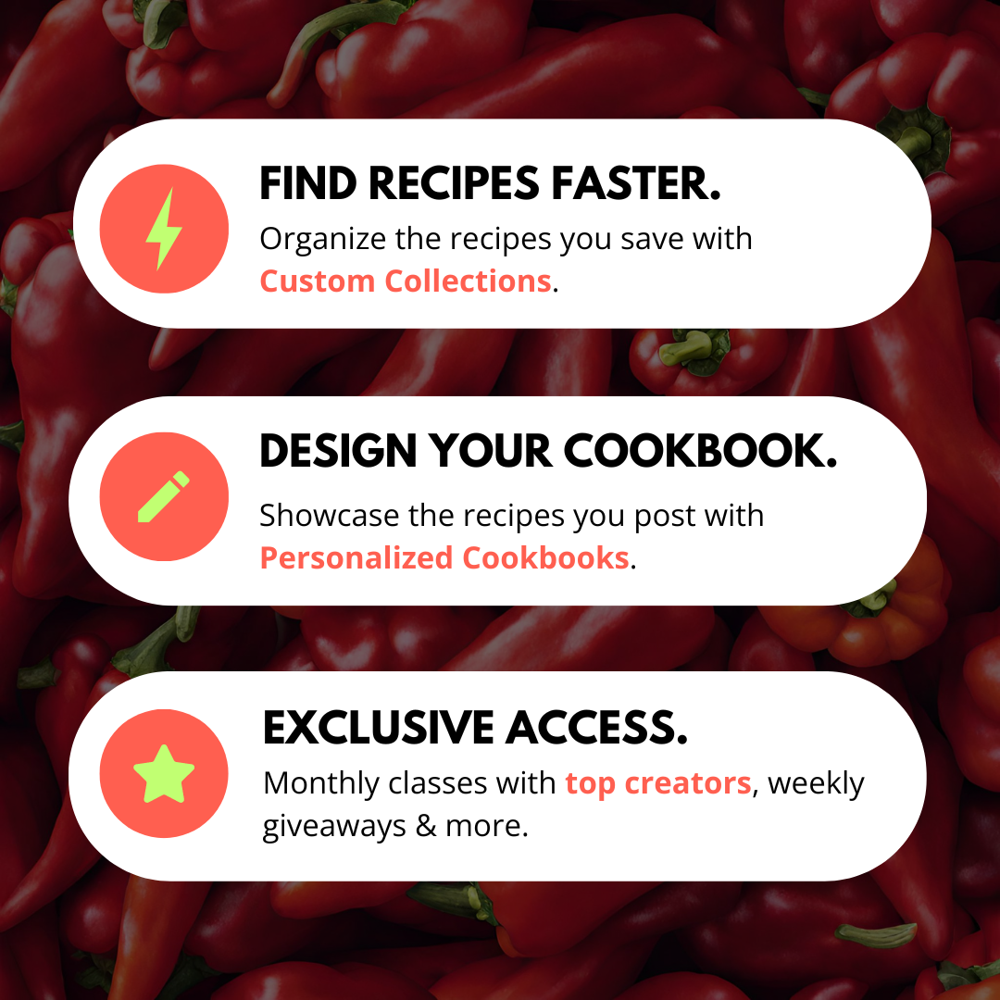 FIND RECIPES FASTER.
Organize the recipes you save with
Custom Collections.
DESIGN YOUR COOKBOOK.
Showcase the recipes you post with
Personalized Cookbooks.
EXCLUSIVE ACCESS.
Monthly classes with top creators, weekly
giveaways & more.